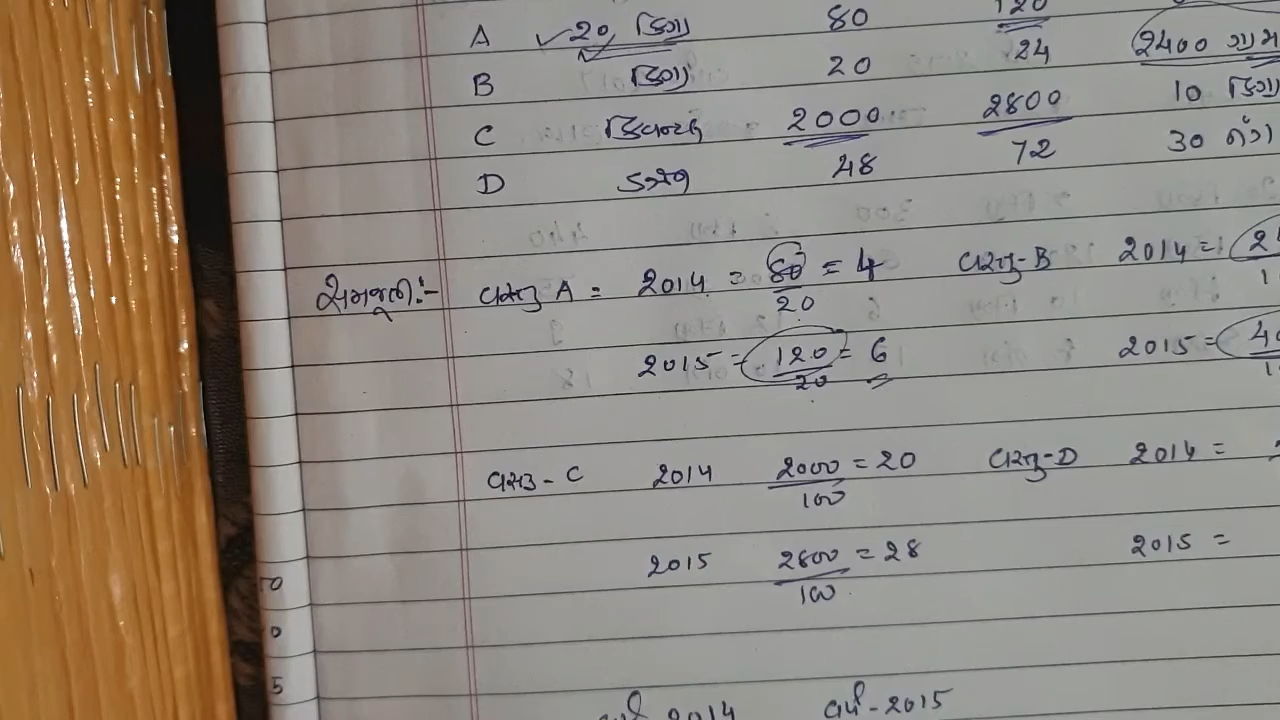 A 20 કિગ્રા 80 120
B કિગ્રા 20 24 2400 ગ્રામ
C ક્વિન્ટલ 2000 2800 10 કિગ્રા
D ડઝન 48 72 30 નંગ
સમજૂતી:- વસ્તુ A = 2014 = 80/20 = 4 વસ્તુ-B 2014 =
2015 = 120/20 = 6 2015 =
વસ્તુ - C 2014 2000/100 = 20 વસ્તુ-D 2014 =
2015 2800/100 = 28 2015 =
વર્ષ 2014 વર્ષ-2015